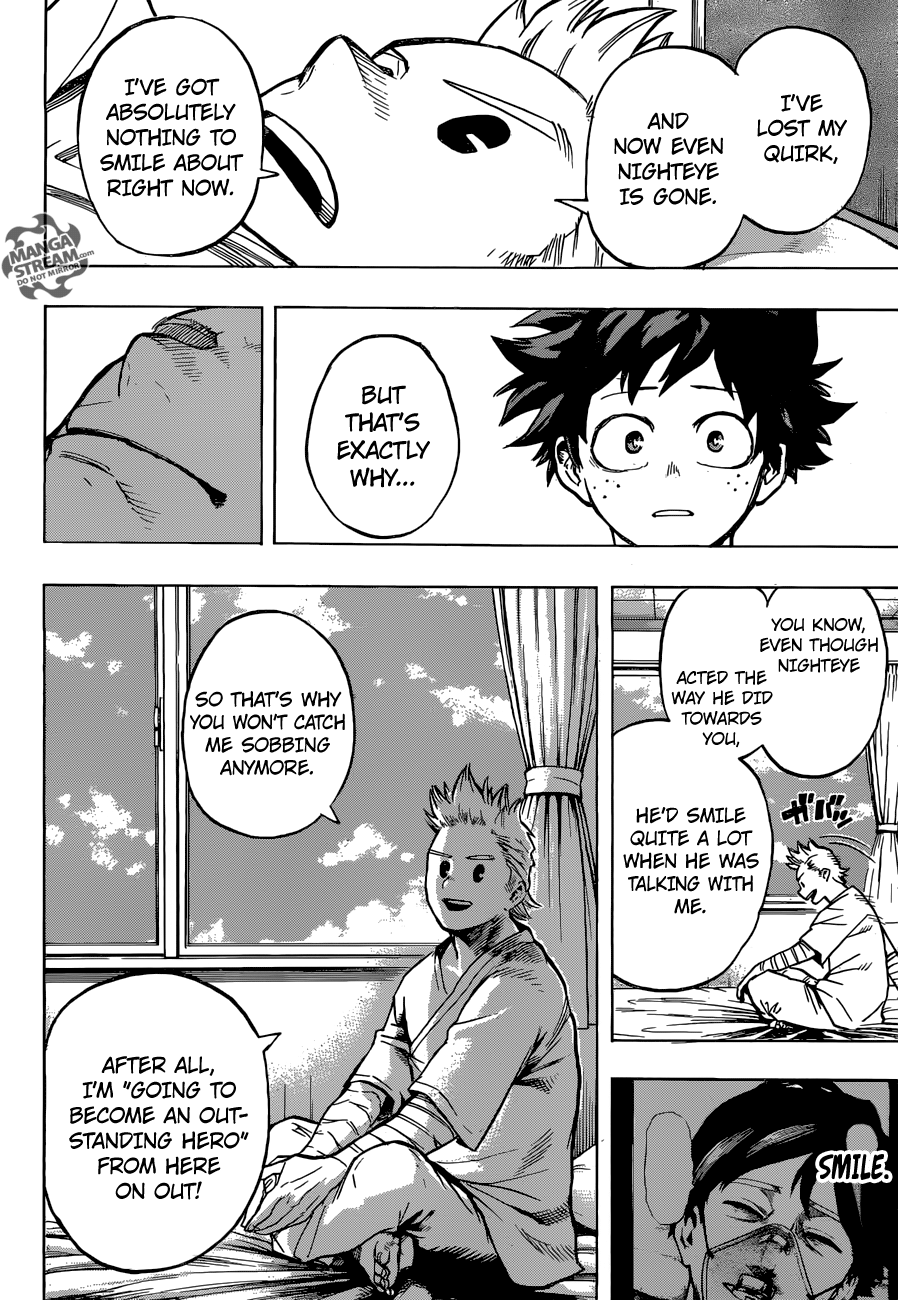 I'VE
LOST MY
QUIRK,
AND
NOW EVEN
NIGHTEYE
IS GONE.
I'VE GOT
ABSOLUTELY
NOTHING TO
SMILE ABOUT
RIGHT NOW.
MANGA
STREAM.com
DO NOT MIRROR
BUT
THAT'S
EXACTLY
WHY...
YOU KNOW,
EVEN THOUGH
NIGHTEYE
ACTED THE
WAY HE DID
TOWARDS
YOU,
HE'D SMILE
QUITE A LOT
WHEN HE WAS
TALKING WITH
ME.
ガバッ
SMILE.
SO THAT'S WHY
YOU WON'T CATCH
ME SOBBING
ANYMORE.
AFTER ALL,
I'M "GOING TO
BECOME AN OUT-
STANDING HERO"
FROM HERE
ON OUT!